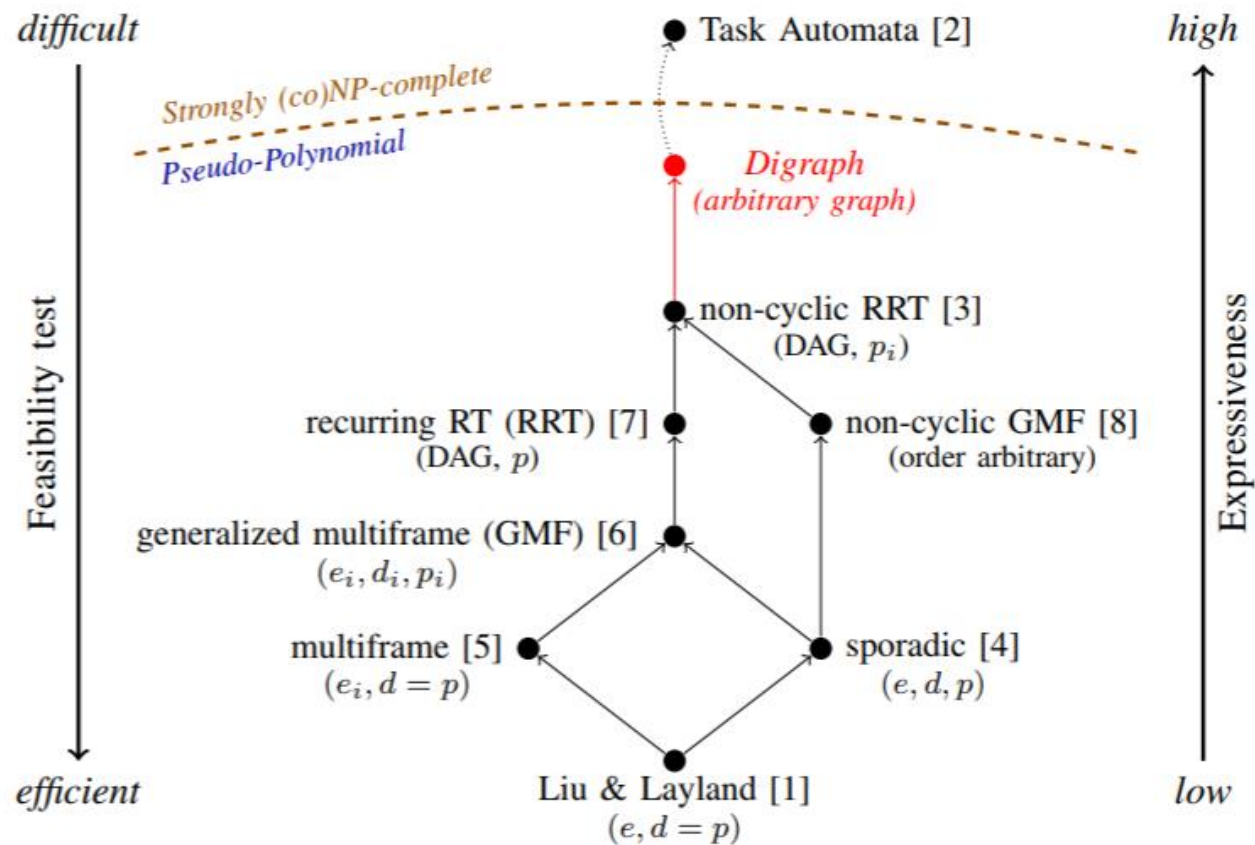 difficult
Task Automata [2]
high
Strongly (co)NP-complete
Pseudo-Polynomial
Digraph
(arbitrary graph)
Feasibility test
Expressiveness
non-cyclic RRT [3]
(DAG, p_i)
recurring RT (RRT) [7]
(DAG, p)
non-cyclic GMF [8]
(order arbitrary)
generalized multiframe (GMF) [6]
(e_i, d_i, p_i)
multiframe [5]
(e_i, d = p)
sporadic [4]
(e, d, p)
efficient
Liu & Layland [1]
(e, d = p)
low